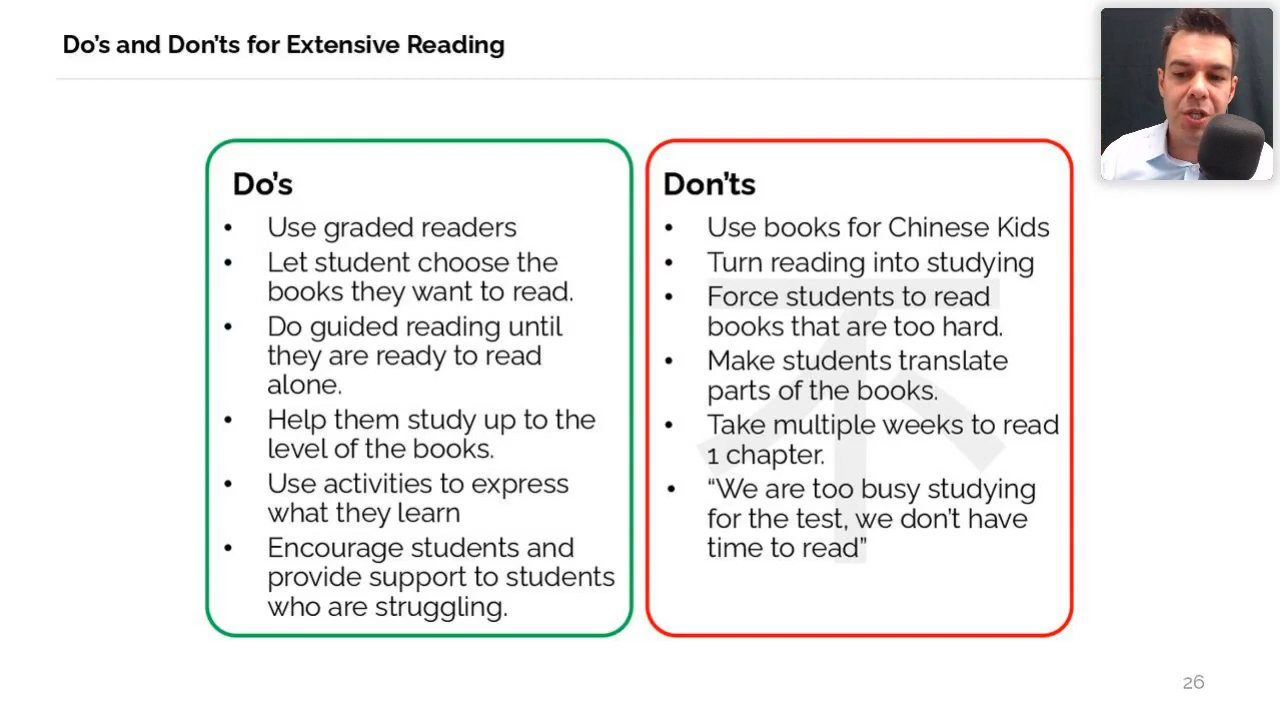 Do's and Don'ts for Extensive Reading
Do's
• Use graded readers
• Let student choose the
books they want to read.
• Do guided reading until
they are ready to read
alone.
• Help them study up to the
level of the books.
• Use activities to express
what they learn
• Encourage students and
provide support to students
who are struggling.
Don'ts
• Use books for Chinese Kids
• Turn reading into studying
• Force students to read
books that are too hard.
• Make students translate
parts of the books.
• Take multiple weeks to read
1 chapter.
• “We are too busy studying
for the test, we don't have
time to read”
不
26